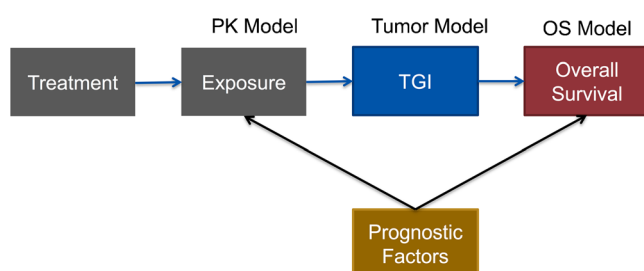 PK Model
Tumor Model
OS Model
Treatment
Exposure
TGI
Overall
Survival
Prognostic
Factors